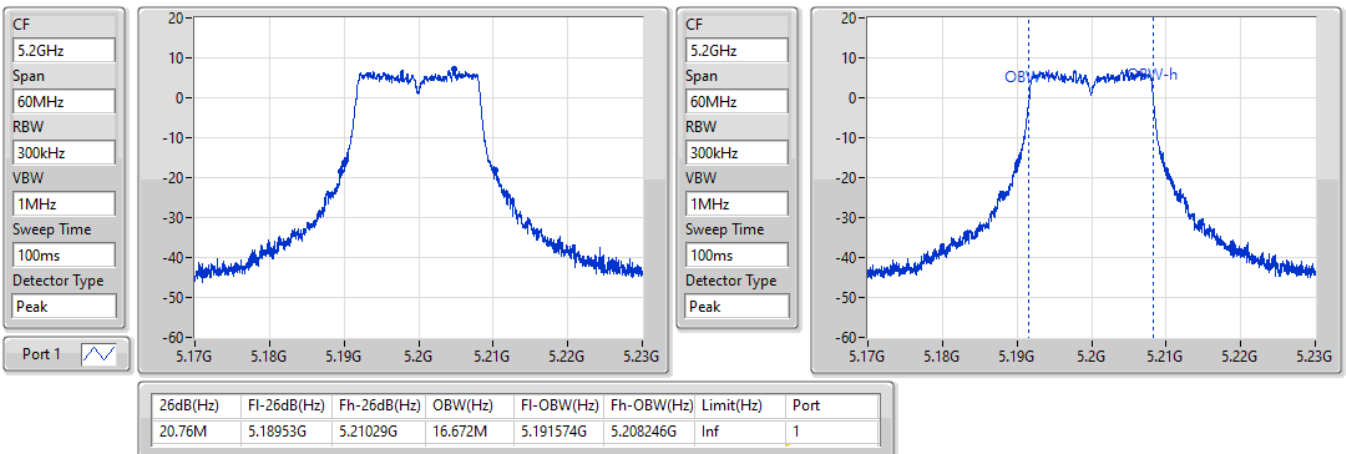 CF
5.2GHz
Span
60MHz
RBW
300kHz
VBW
1MHz
Sweep Time
100ms
Detector Type
Peak
Port 1
20
10
0
-10
-20
-30
-40
-50
-60
5.17G 5.18G 5.19G 5.2G 5.21G 5.22G 5.23G
CF
5.2GHz
Span
60MHz
RBW
300kHz
VBW
1MHz
Sweep Time
100ms
Detector Type
Peak
20
10
0
-10
-20
-30
-40
-50
-60
OBW-h
5.17G 5.18G 5.19G 5.2G 5.21G 5.22G 5.23G
26dB(Hz) Fl-26dB(Hz) Fh-26dB(Hz) OBW(Hz) Fl-OBW(Hz) Fh-OBW(Hz) Limit(Hz) Port
20.76M 5.18953G 5.21029G 16.672M 5.191574G 5.208246G Inf 1